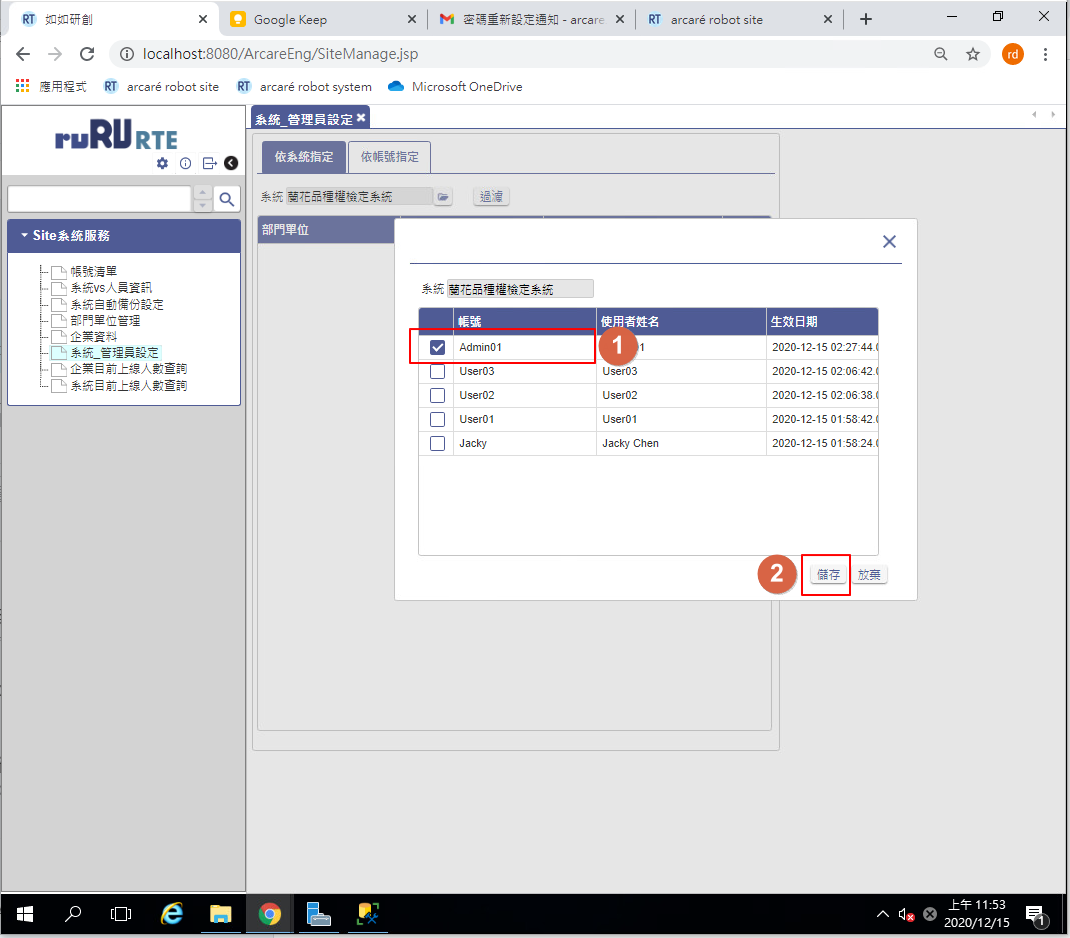 RT 如如研創
Google Keep
密碼重新設定通知 - arcare
RT arcaré robot site
localhost:8080/ArcareEng/SiteManage.jsp
rd
應用程式
RT arcaré robot site
RT arcaré robot system
Microsoft OneDrive
ruRU RTE
系統_管理員設定
依系統指定
依帳號指定
系統 蘭花品種權檢定系統
過濾
部門單位
Site系統服務
帳號清單
系統vs人員資訊
系統自動備份設定
部門單位管理
企業資料
系統_管理員設定
企業目前上線人數查詢
系統目前上線人數查詢
系統 蘭花品種權檢定系統
帳號 使用者姓名 生效日期
Admin01 1 2020-12-15 02:27:44.0
1
User03 User03 2020-12-15 02:06:42.0
User02 User02 2020-12-15 02:06:38.0
User01 User01 2020-12-15 01:58:42.0
Jacky Jacky Chen 2020-12-15 01:58:24.0
2
儲存 放棄
上午 11:53
2020/12/15
1